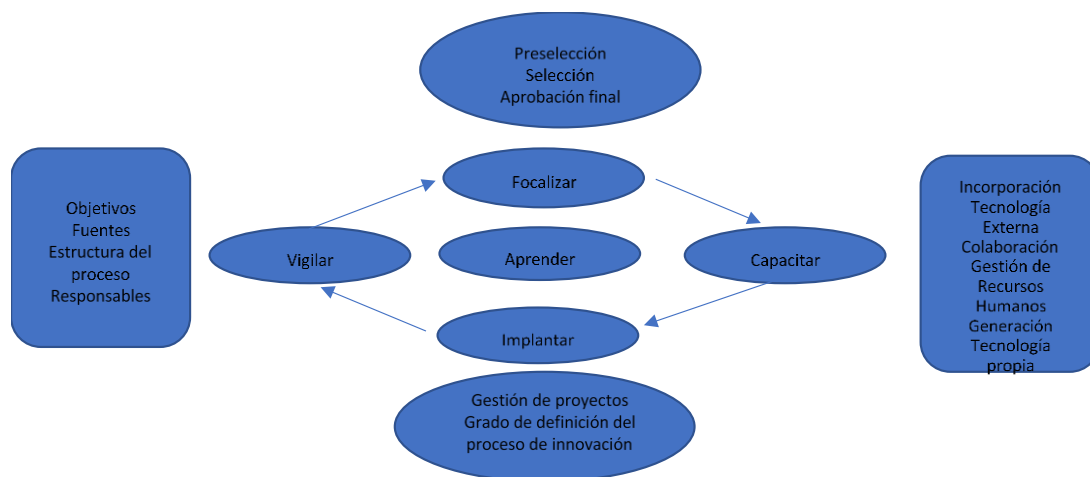 Preselección
Selección
Aprobación final
Focalizar
Objetivos
Fuentes
Estructura del
proceso
Responsables
Vigilar
Aprender
Capacitar
Incorporación
Tecnología
Externa
Colaboración
Gestión de
Recursos
Humanos
Generación
Tecnología
propia
Implantar
Gestión de proyectos
Grado de definición del
proceso de innovación